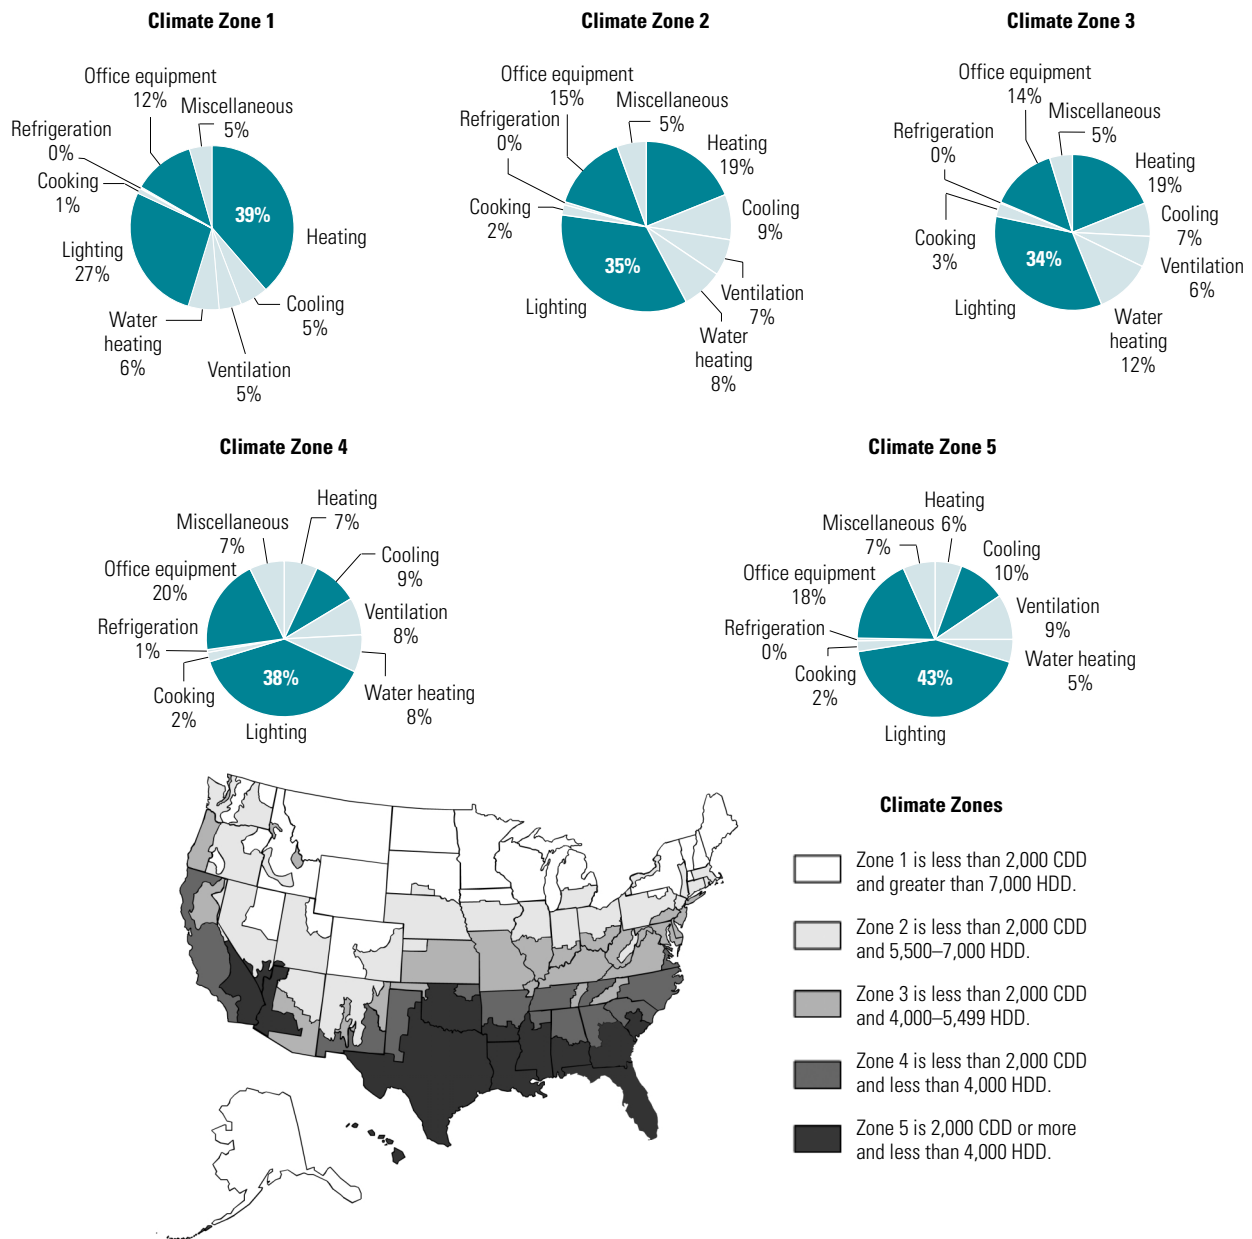 Climate Zone 1
Office equipment
12%
Miscellaneous
5%
Refrigeration
0%
Cooking
1%
39%
Heating
Lighting
27%
Cooling
5%
Water
heating
6%
Ventilation
5%
Climate Zone 2
Office equipment
15%
Miscellaneous
5%
Refrigeration
0%
Heating
19%
Cooking
2%
Cooling
9%
35%
Lighting
Ventilation
7%
Water
heating
8%
Climate Zone 3
Office equipment
14%
Miscellaneous
5%
Refrigeration
0%
Heating
19%
Cooling
7%
Cooking
3%
34%
Ventilation
6%
Lighting
Water
heating
12%
Climate Zone 4
Heating
7%
Miscellaneous
7%
Cooling
9%
Office equipment
20%
Ventilation
8%
Refrigeration
1%
38%
Cooking
2%
Water heating
8%
Lighting
Climate Zone 5
Heating
6%
Miscellaneous
7%
Cooling
10%
Office equipment
18%
Ventilation
9%
Refrigeration
0%
Water heating
5%
Cooking
2%
43%
Lighting
Climate Zones
Zone 1 is less than 2,000 CDD
and greater than 7,000 HDD.
Zone 2 is less than 2,000 CDD
and 5,500–7,000 HDD.
Zone 3 is less than 2,000 CDD
and 4,000–5,499 HDD.
Zone 4 is less than 2,000 CDD
and less than 4,000 HDD.
Zone 5 is 2,000 CDD or more
and less than 4,000 HDD.